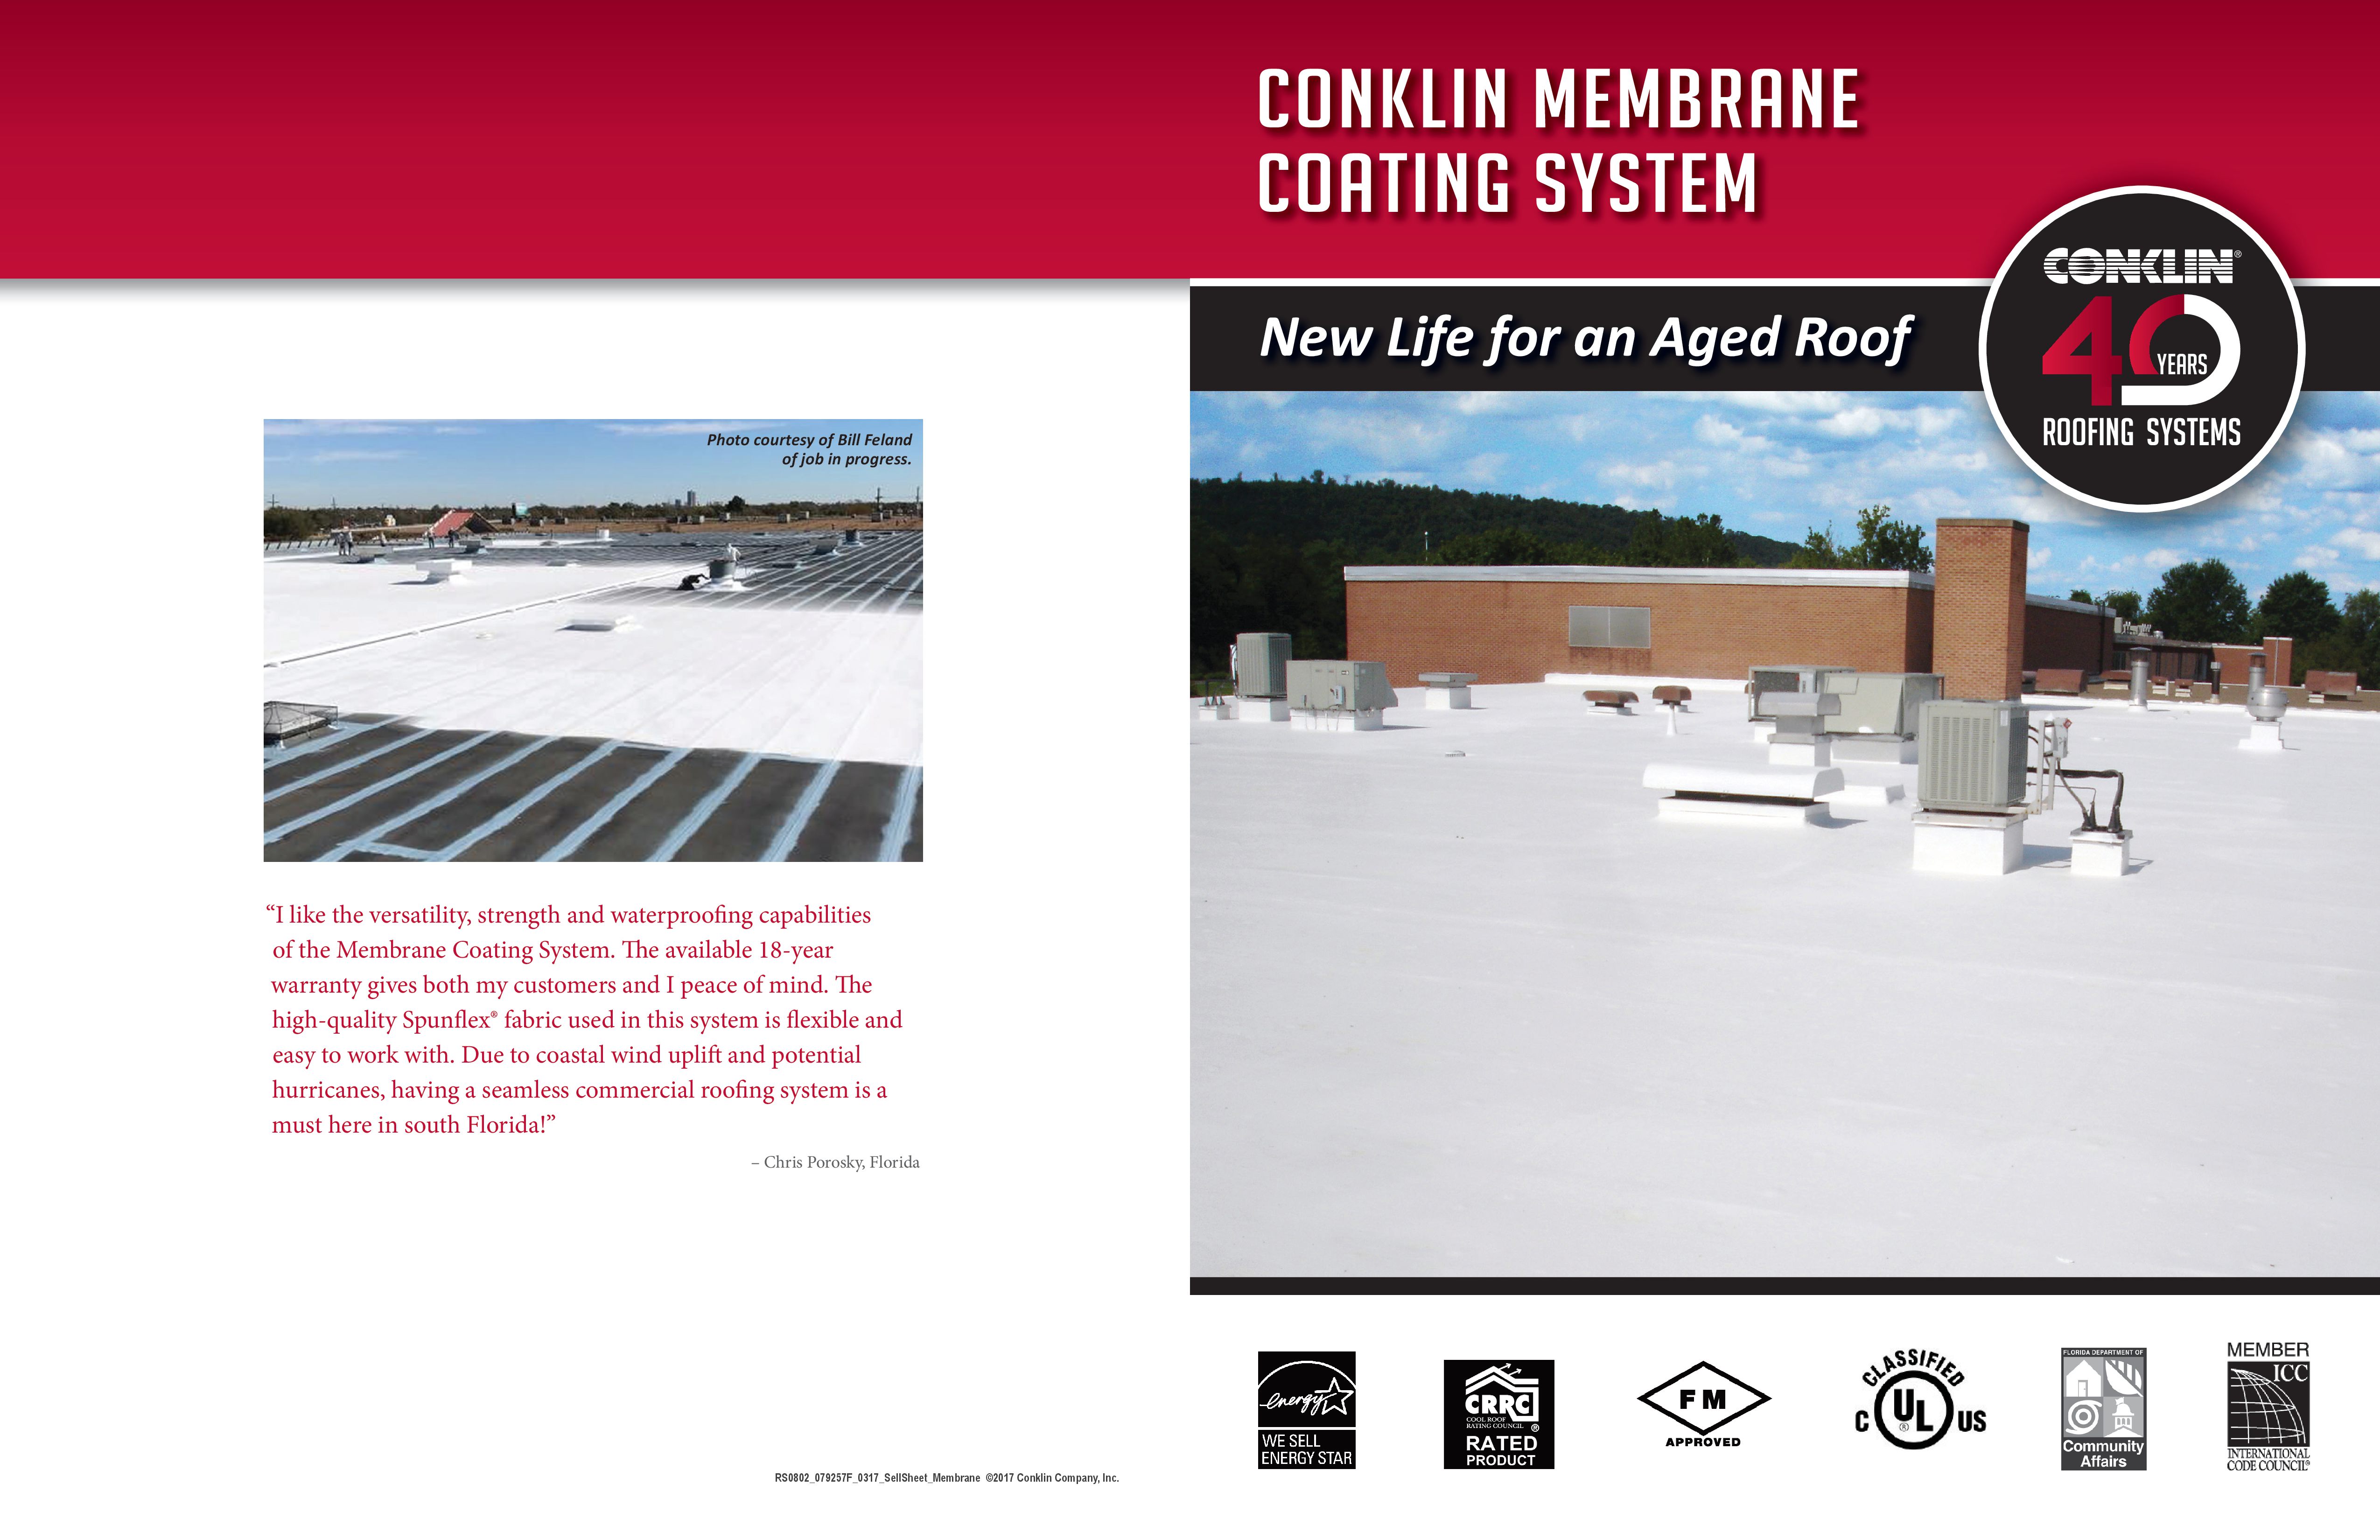 CONKLIN MEMBRANE
COATING SYSTEM
New Life for an Aged Roof
CONKLIN®
40
YEARS
ROOFING SYSTEMS
Photo courtesy of Bill Feland
of job in progress.
“I like the versatility, strength and waterproofing capabilities
of the Membrane Coating System. The available 18-year
warranty gives both my customers and I peace of mind. The
high-quality Spunflex® fabric used in this system is flexible and
easy to work with. Due to coastal wind uplift and potential
hurricanes, having a seamless commercial roofing system is a
must here in south Florida!”
– Chris Porosky, Florida
RS0802_079257F_0317_SellSheet_Membrane ©2017 Conklin Company, Inc.
energy
WE SELL
ENERGY STAR
CRRC
COOL ROOF
RATING COUNCIL ®
RATED
PRODUCT
FM
APPROVED
CLASSIFIED
C UL® US
FLORIDA DEPARTMENT OF
Community
Affairs
MEMBER
ICC
INTERNATIONAL
CODE COUNCIL®